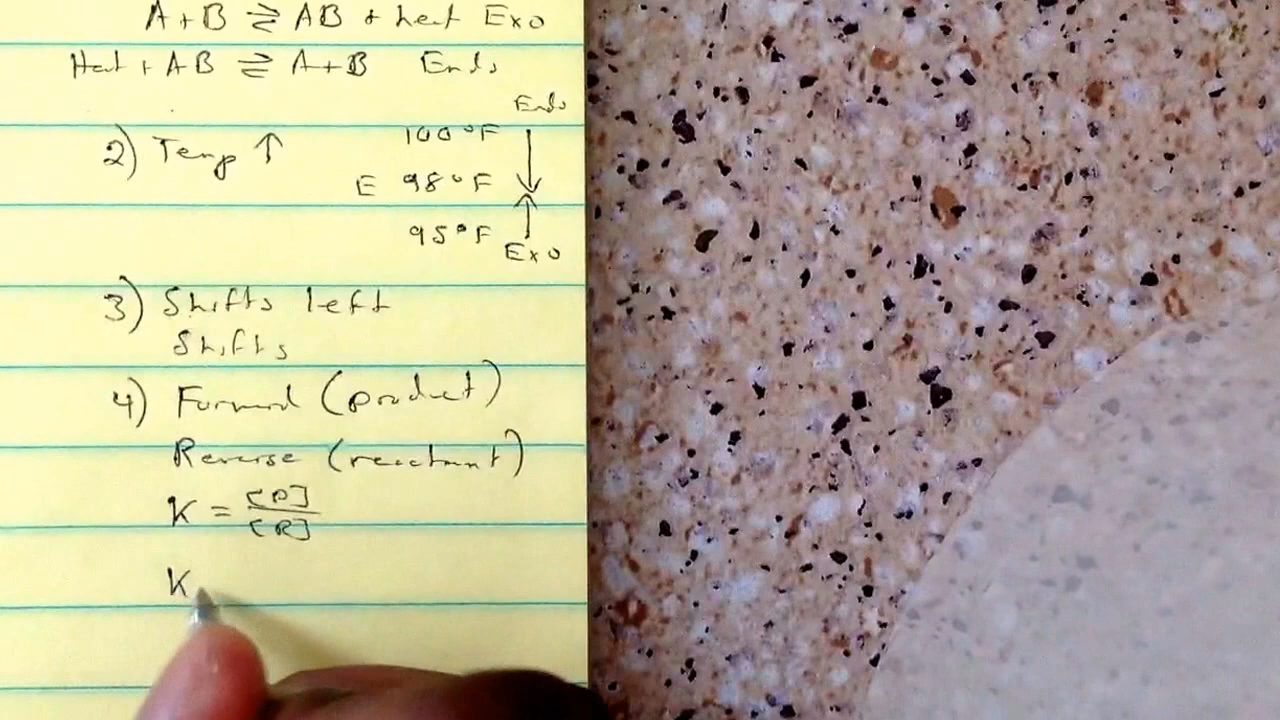 A + B ⇌ AB + heat Exo
Heat + AB ⇌ A + B Endo
Endo
2) Temp ↑ 100°F
E 98°F
95°F
Exo
3) Shifts left
Shifts
4) Forward (product)
Reverse (reactant)
K = [P]/[R]
K